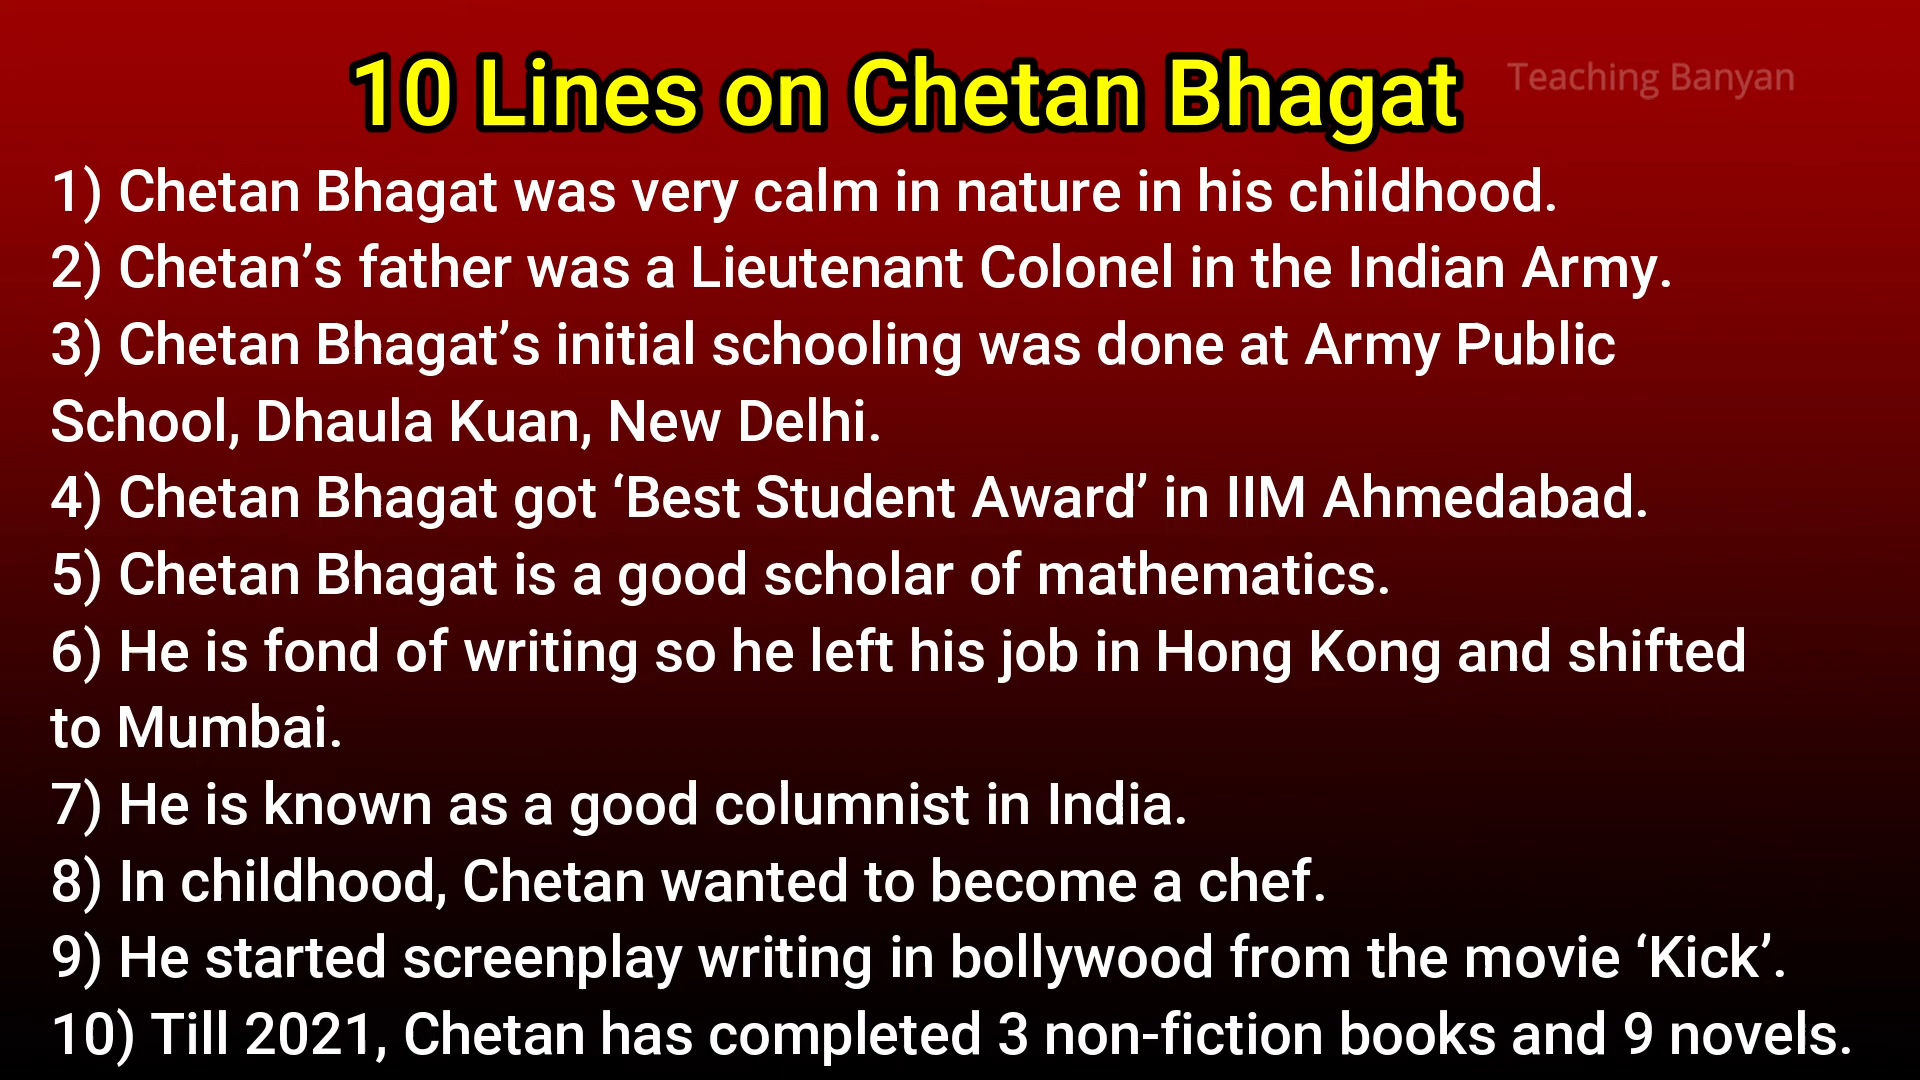 10 Lines on Chetan Bhagat
Teaching Banyan
1) Chetan Bhagat was very calm in nature in his childhood.
2) Chetan’s father was a Lieutenant Colonel in the Indian Army.
3) Chetan Bhagat’s initial schooling was done at Army Public
School, Dhaula Kuan, New Delhi.
4) Chetan Bhagat got ‘Best Student Award’ in IIM Ahmedabad.
5) Chetan Bhagat is a good scholar of mathematics.
6) He is fond of writing so he left his job in Hong Kong and shifted
to Mumbai.
7) He is known as a good columnist in India.
8) In childhood, Chetan wanted to become a chef.
9) He started screenplay writing in bollywood from the movie ‘Kick’.
10) Till 2021, Chetan has completed 3 non-fiction books and 9 novels.